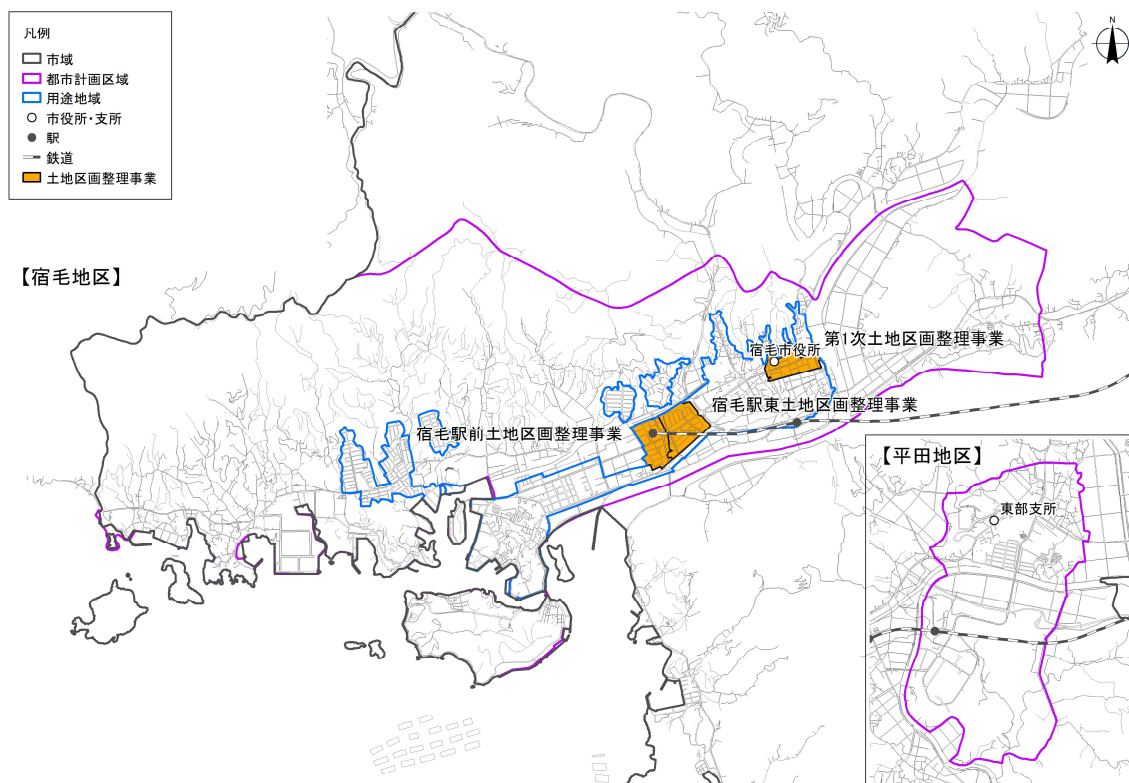 凡例
市域
都市計画区域
用途地域
市役所・支所
駅
鉄道
土地区画整理事業
N
【宿毛地区】
第1次土地区画整理事業
宿毛市役所
宿毛駅東土地区画整理事業
宿毛駅前土地区画整理事業
【平田地区】
東部支所